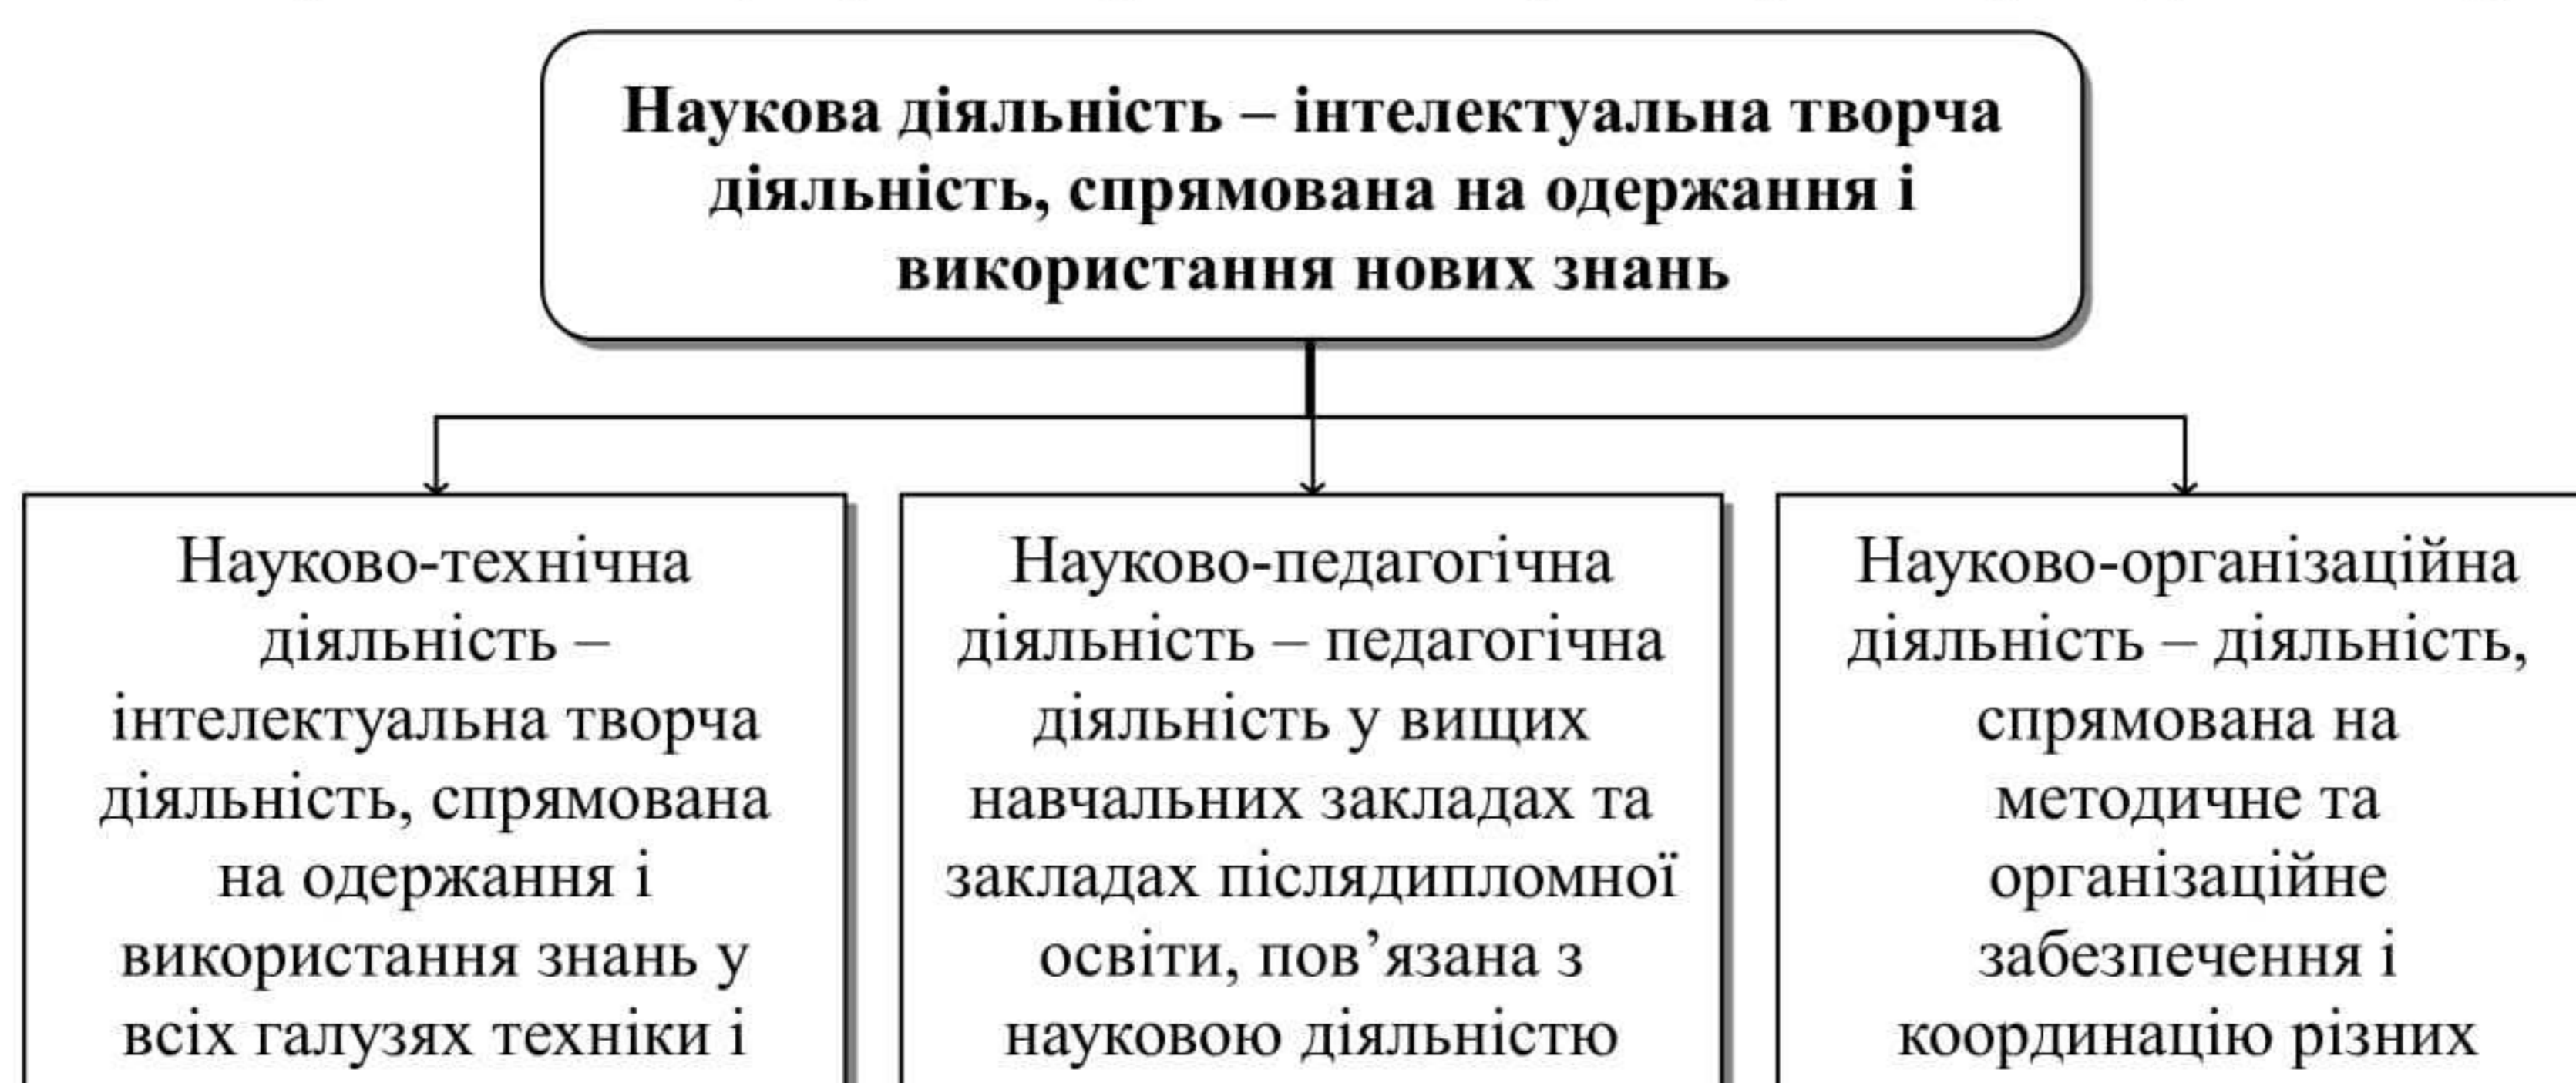 Наукова діяльність – інтелектуальна творча
діяльність, спрямована на одержання і
використання нових знань
Науково-технічна
діяльність –
інтелектуальна творча
діяльність, спрямована
на одержання і
використання знань у
всіх галузях техніки і
Науково-педагогічна
діяльність – педагогічна
діяльність у вищих
навчальних закладах та
закладах післядипломної
освіти, пов’язана з
науковою діяльністю
Науково-організаційна
діяльність – діяльність,
спрямована на
методичне та
організаційне
забезпечення і
координацію різних